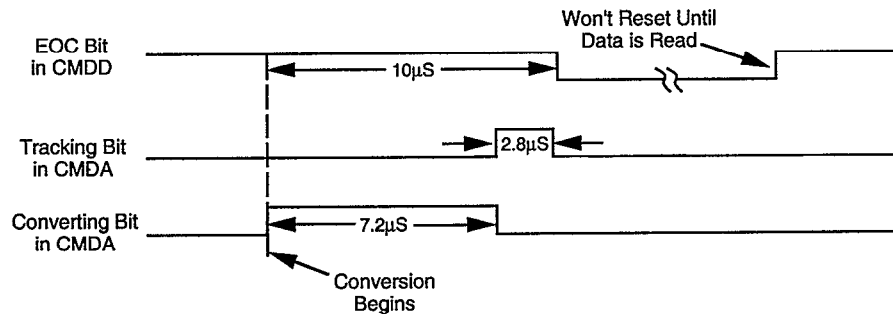 Won't Reset Until
Data is Read
EOC Bit
in CMDD
10μS
Tracking Bit
in CMDA
2.8μS
Converting Bit
in CMDA
7.2μS
Conversion
Begins